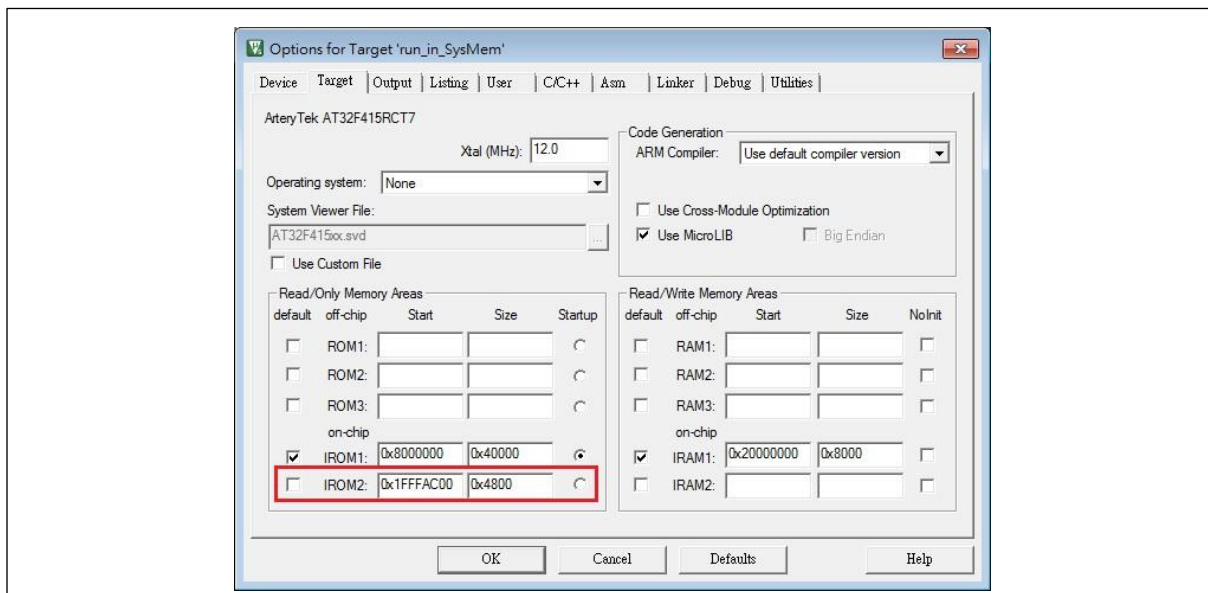 Options for Target 'run_in_SysMem'
Device Target Output Listing User C/C++ Asm Linker Debug Utilities
ArteryTek AT32F415RCT7
Xtal (MHz): 12.0
Operating system: None
System Viewer File:
AT32F415xx.svd ...
Use Custom File
Code Generation
ARM Compiler: Use default compiler version
Use Cross-Module Optimization
Use MicroLIB Big Endian
Read/Only Memory Areas
default off-chip Start Size Startup
ROM1:
ROM2:
ROM3:
on-chip
IROM1: 0x8000000 0x40000
IROM2: 0x1FFFAC00 0x4800
Read/Write Memory Areas
default off-chip Start Size NoInit
RAM1:
RAM2:
RAM3:
on-chip
IRAM1: 0x20000000 0x8000
IRAM2:
OK Cancel Defaults Help